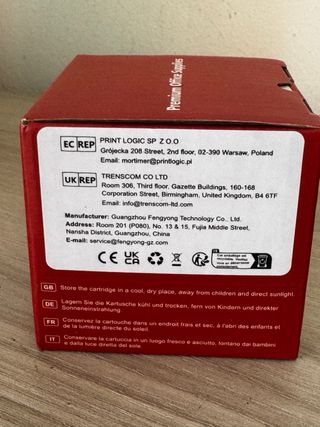 Premium Office Supplies
EC REP PRINT LOGIC SP Z O.O
Grójecka 208 Street, 2nd floor, 02-390 Warsaw, Poland
Email: mortimer@printlogic.pl
UK REP TRENSCOM CO LTD
Room 306, Third floor, Gazette Buildings, 160-168
Corporation Street, Birmingham, United Kingdom, B4 6TF
Email: info@trenscom-ltd.com
Manufacturer: Guangzhou Fengyong Technology Co., Ltd.
Address: Room 201 (P080), No. 13 & 15, Fujia Middle Street,
Nansha District, Guangzhou, China
E-mail: service@fengyong-gz.com
CE UK CA FR
GB Store the cartridge in a cool, dry place, away from children and direct sunlight.
DE Lagern Sie die Kartusche kühl und trocken, fern von Kindern und direkter
Sonneneinstrahlung.
FR Conservez la cartouche dans un endroit frais et sec, à l'abri des enfants et
de la lumière directe du soleil.
IT Conservare la cartuccia in un luogo fresco e asciutto, lontano dai bambini
e dalla luce diretta del sole.